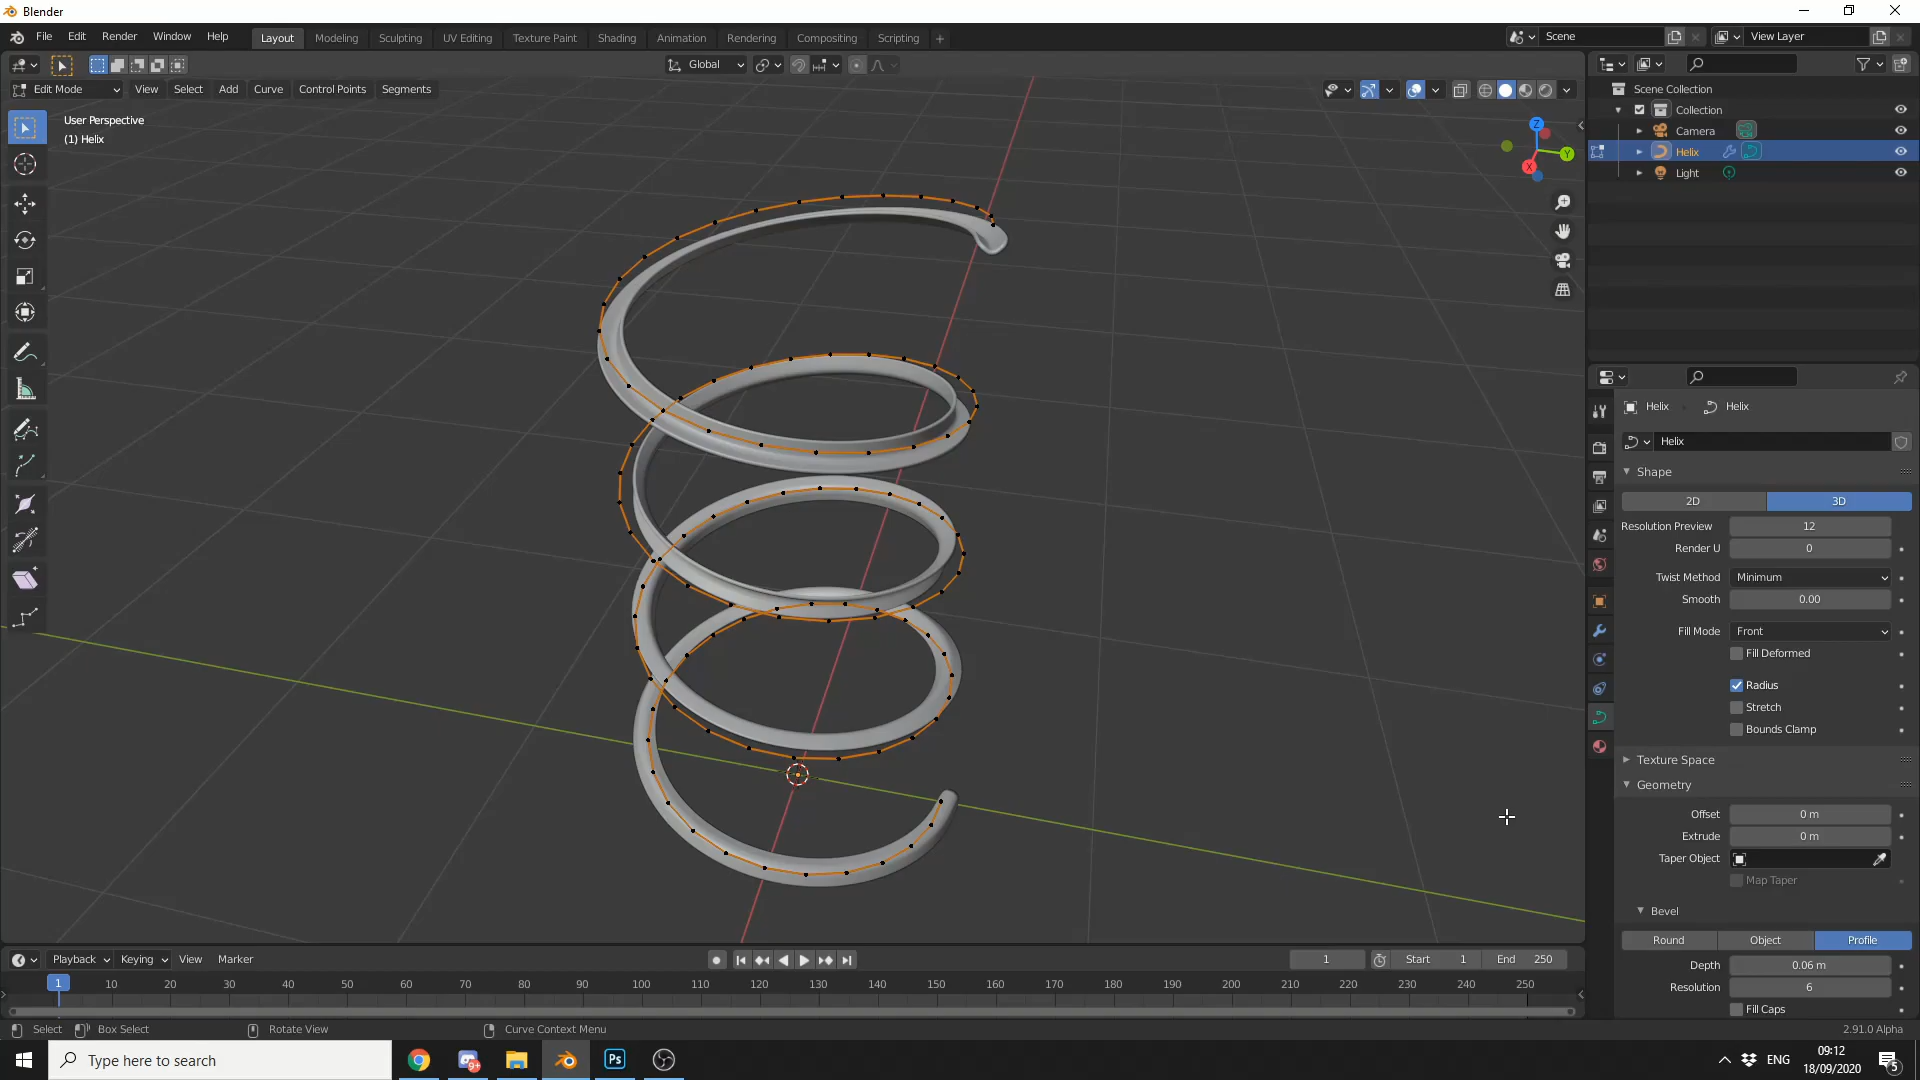 Blender
File Edit Render Window Help
Layout Modeling Sculpting UV Editing Texture Paint Shading Animation Rendering Compositing Scripting +
Scene
View Layer
Global
Edit Mode View Select Add Curve Control Points Segments
User Perspective
(1) Helix
Z
Y
X
Scene Collection
Collection
Camera
Helix
Light
Helix Helix
Helix
Shape
2D 3D
Resolution Preview 12
Render U 0
Twist Method Minimum
Smooth 0.00
Fill Mode Front
Fill Deformed
Radius
Stretch
Bounds Clamp
Texture Space
Geometry
Offset 0 m
Extrude 0 m
Taper Object
Map Taper
Bevel
Round Object Profile
Depth 0.06 m
Resolution 6
Fill Caps
Playback Keying View Marker
1 Start 1 End 250
1 10 20 30 40 50 60 70 80 90 100 110 120 130 140 150 160 170 180 190 200 210 220 230 240 250
Select Box Select Rotate View Curve Context Menu 2.91.0 Alpha
Type here to search
9+
Ps
ENG
09:12
18/09/2020
5